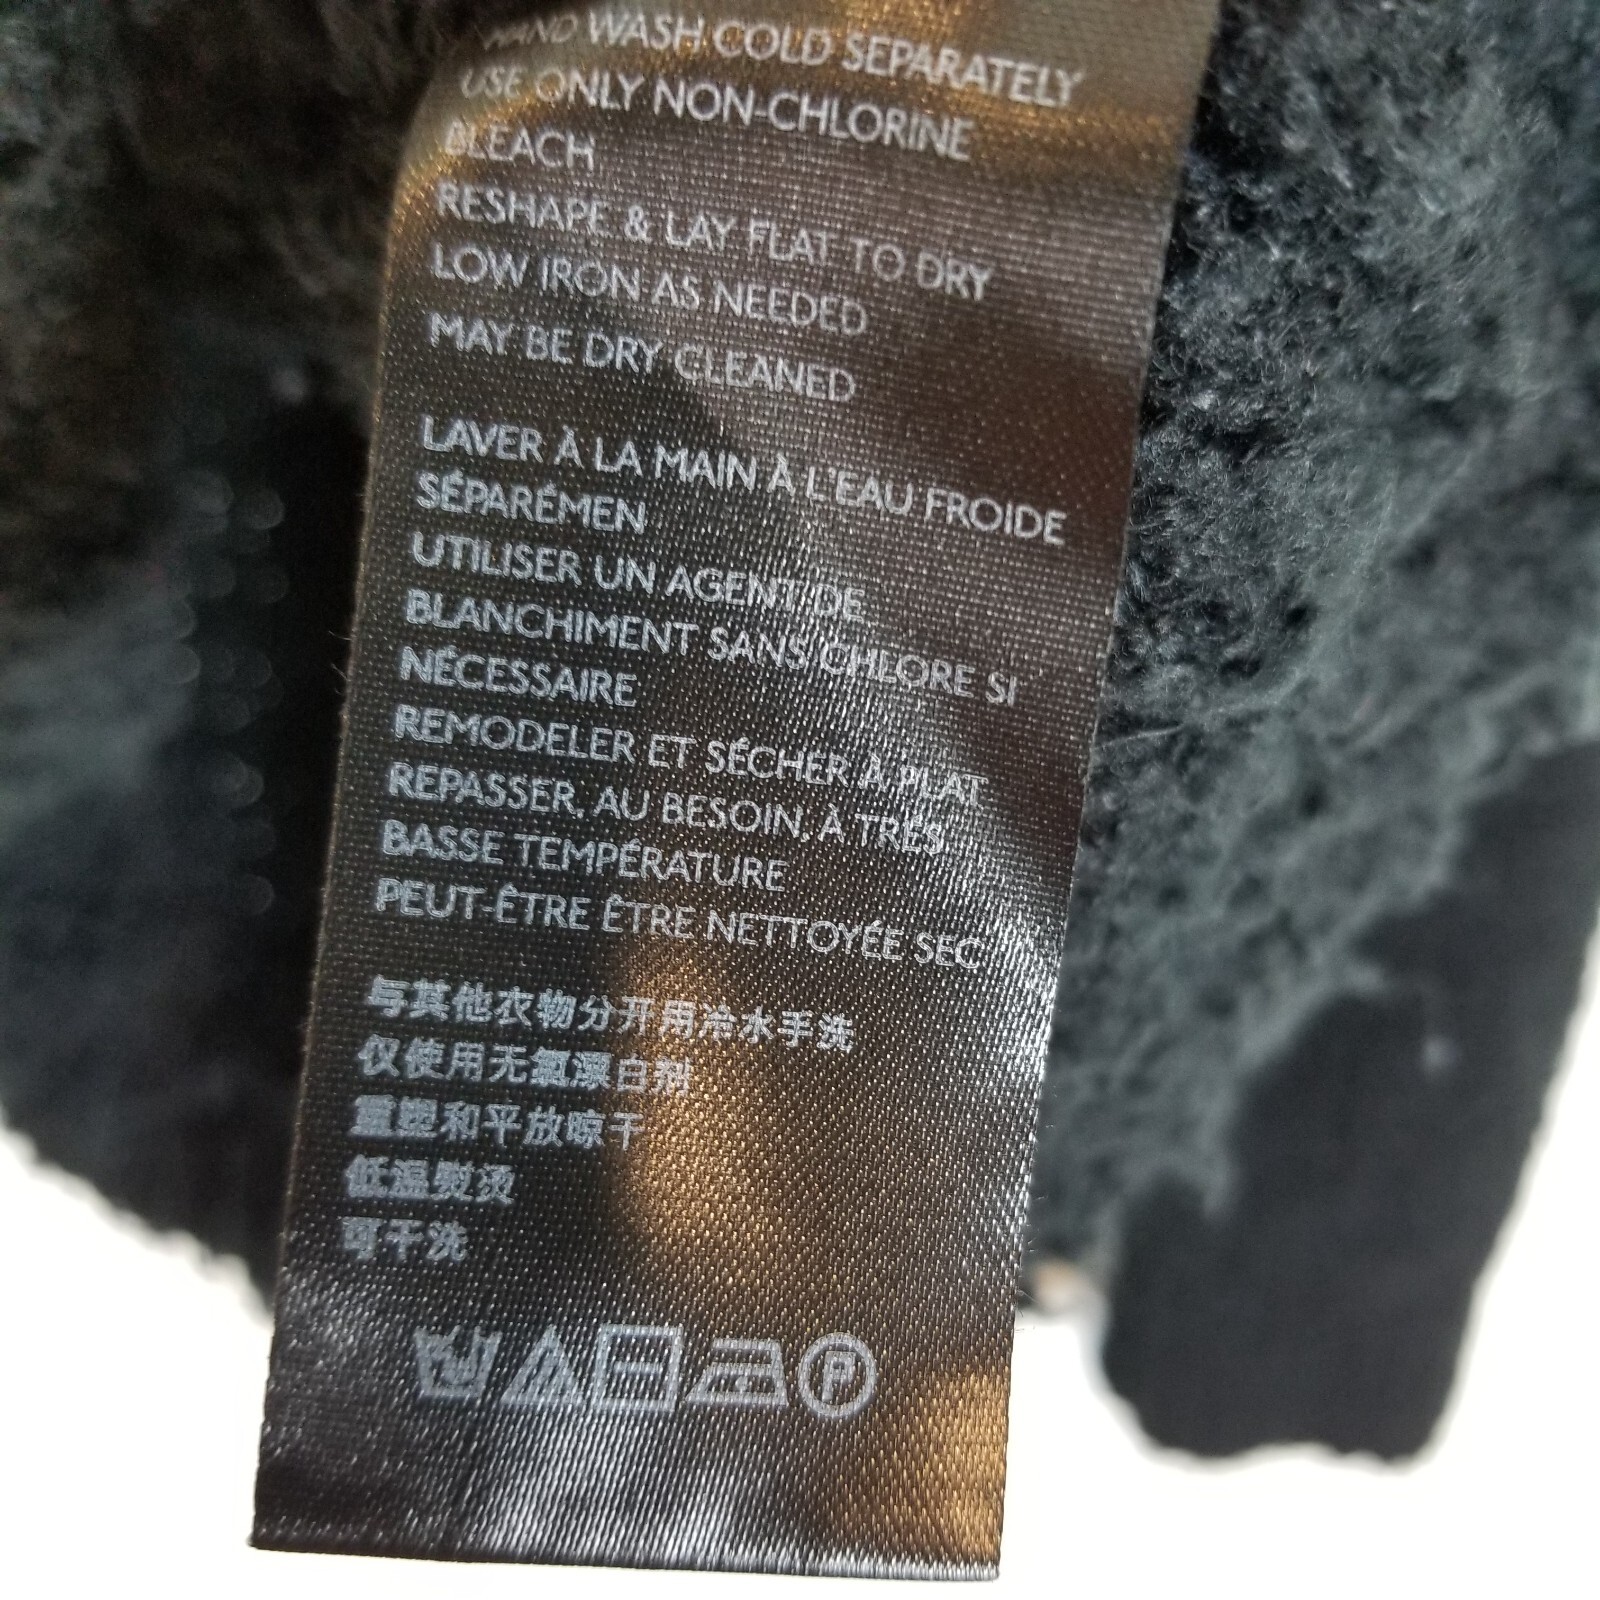 HAND WASH COLD SEPARATELY
USE ONLY NON-CHLORINE
BLEACH
RESHAPE & LAY FLAT TO DRY
LOW IRON AS NEEDED
MAY BE DRY CLEANED
LAVER À LA MAIN À L'EAU FROIDE
SÉPARÉMEN
UTILISER UN AGENT DE
BLANCHIMENT SANS CHLORE SI
NÉCESSAIRE
REMODELER ET SÉCHER À PLAT
REPASSER, AU BESOIN, À TRÉS
BASSE TEMPÉRATURE
PEUT-ÊTRE ÊTRE NETTOYÉE SEC
与其他衣物分开用冷水手洗
仅使用无氯漂白剂
重塑和平放晾干
低温熨烫
可干洗
P